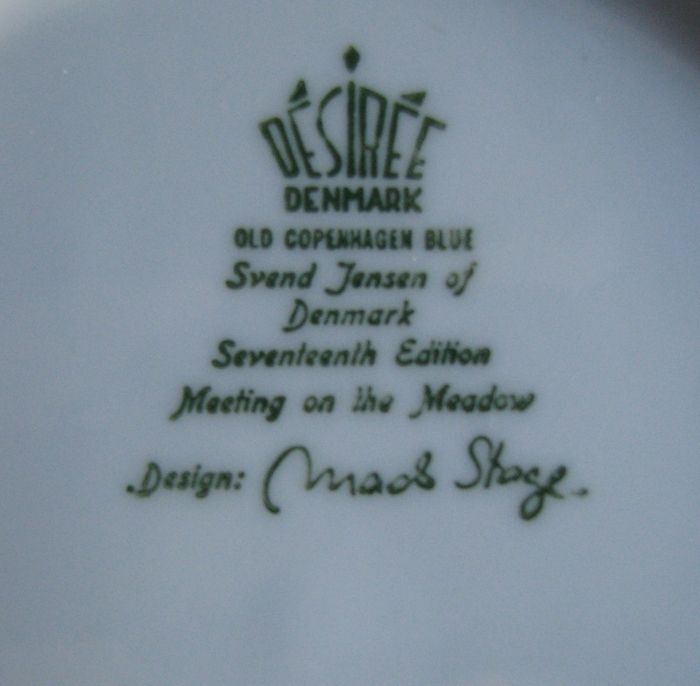 DÉSIRÉE
DENMARK
OLD COPENHAGEN BLUE
Svend Jensen of
Denmark
Seventeenth Edition
Meeting on the Meadow
Design: Mads Stage.